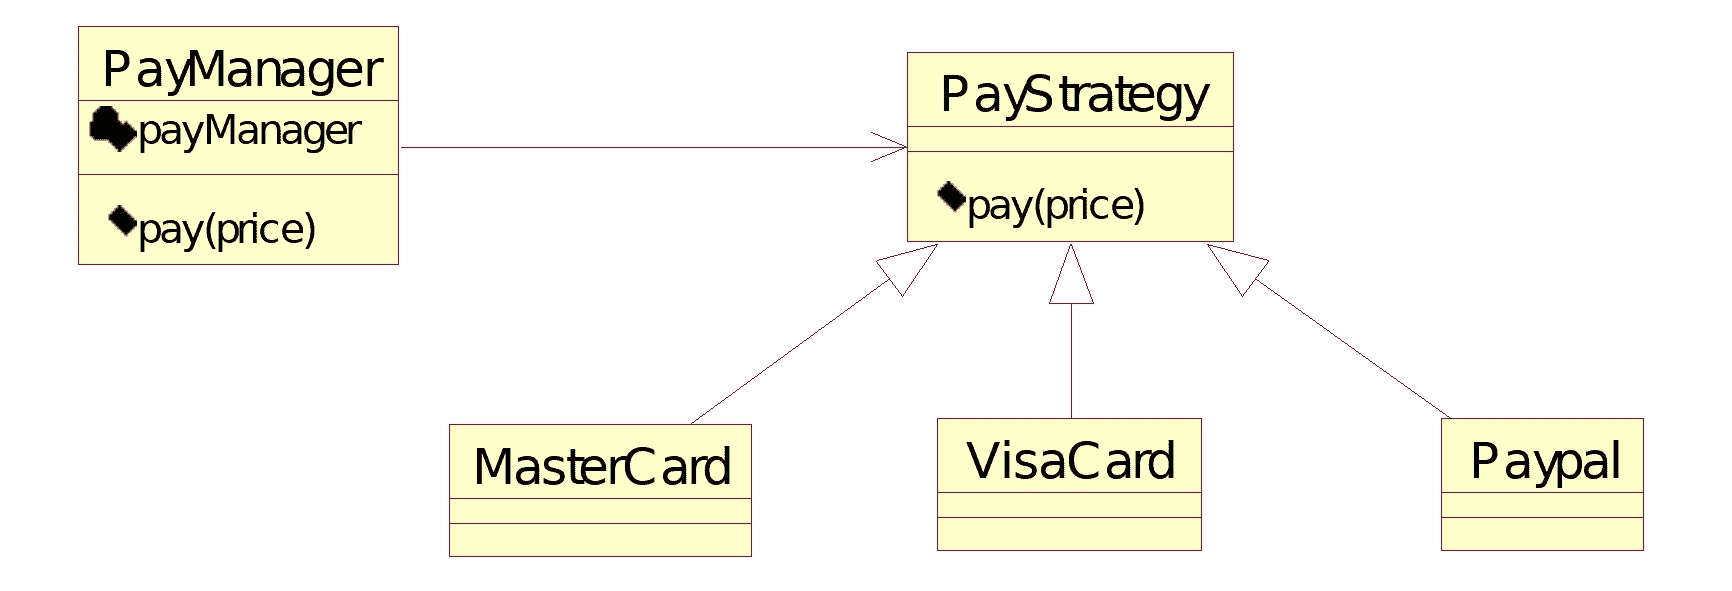 PayManager
payManager
pay(price)
PayStrategy
pay(price)
MasterCard
VisaCard
Paypal